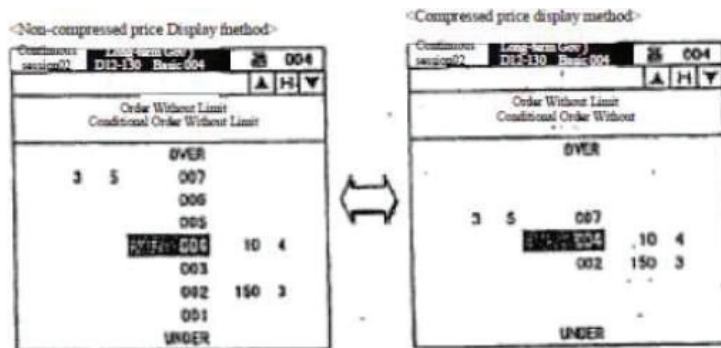 <Non-compressed price Display method>
Continuous
session02
Long-term (Gov)
D12-130 Basic 004
004
▲ H ▼
Order Without Limit
Conditional Order Without Limit
OVER
3 5 007
006
005
004 10 4
003
002 150 3
001
UNDER
<Compressed price display method>
Continuous
session02
Long-term (Gov)
D12-130 Basic 004
004
▲ H ▼
Order Without Limit
Conditional Order Without
OVER
3 5 007
004 10 4
002 150 3
UNDER